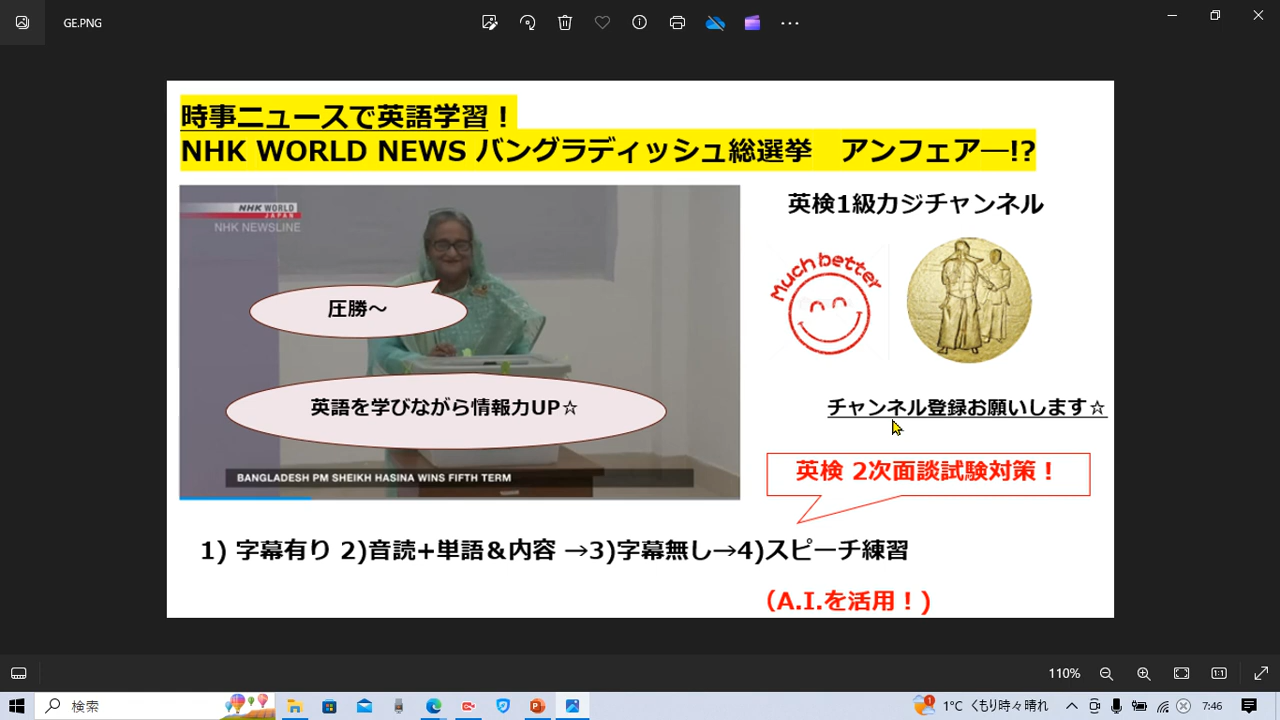 GE.PNG
時事ニュースで英語学習！
NHK WORLD NEWS バングラディッシュ総選挙　アンフェア―!?
NHK WORLD
JAPAN
NHK NEWSLINE
圧勝～
英語を学びながら情報力UP☆
BANGLADESH PM SHEIKH HASINA WINS FIFTH TERM
英検1級力ジチャンネル
Much better
チャンネル登録お願いします☆
英検 2次面談試験対策！
1) 字幕有り 2)音読+単語＆内容 →3)字幕無し→4)スピーチ練習
（A.I.を活用！)
110%
1:1
検索
1
1°C くもり時々晴れ
7:46